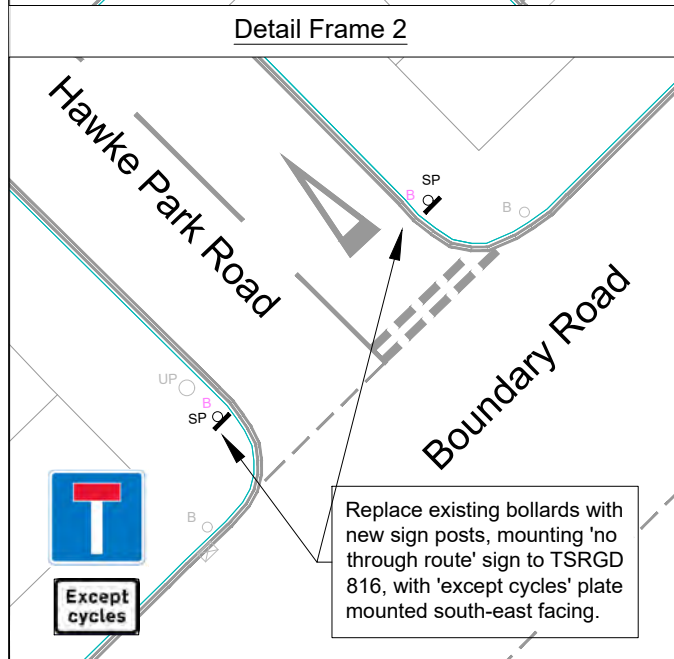 Detail Frame 2
Hawke Park Road
SP
B
B
Boundary Road
UP
B
SP
B
T
Except
cycles
Replace existing bollards with
new sign posts, mounting 'no
through route' sign to TSRGD
816, with 'except cycles' plate
mounted south-east facing.